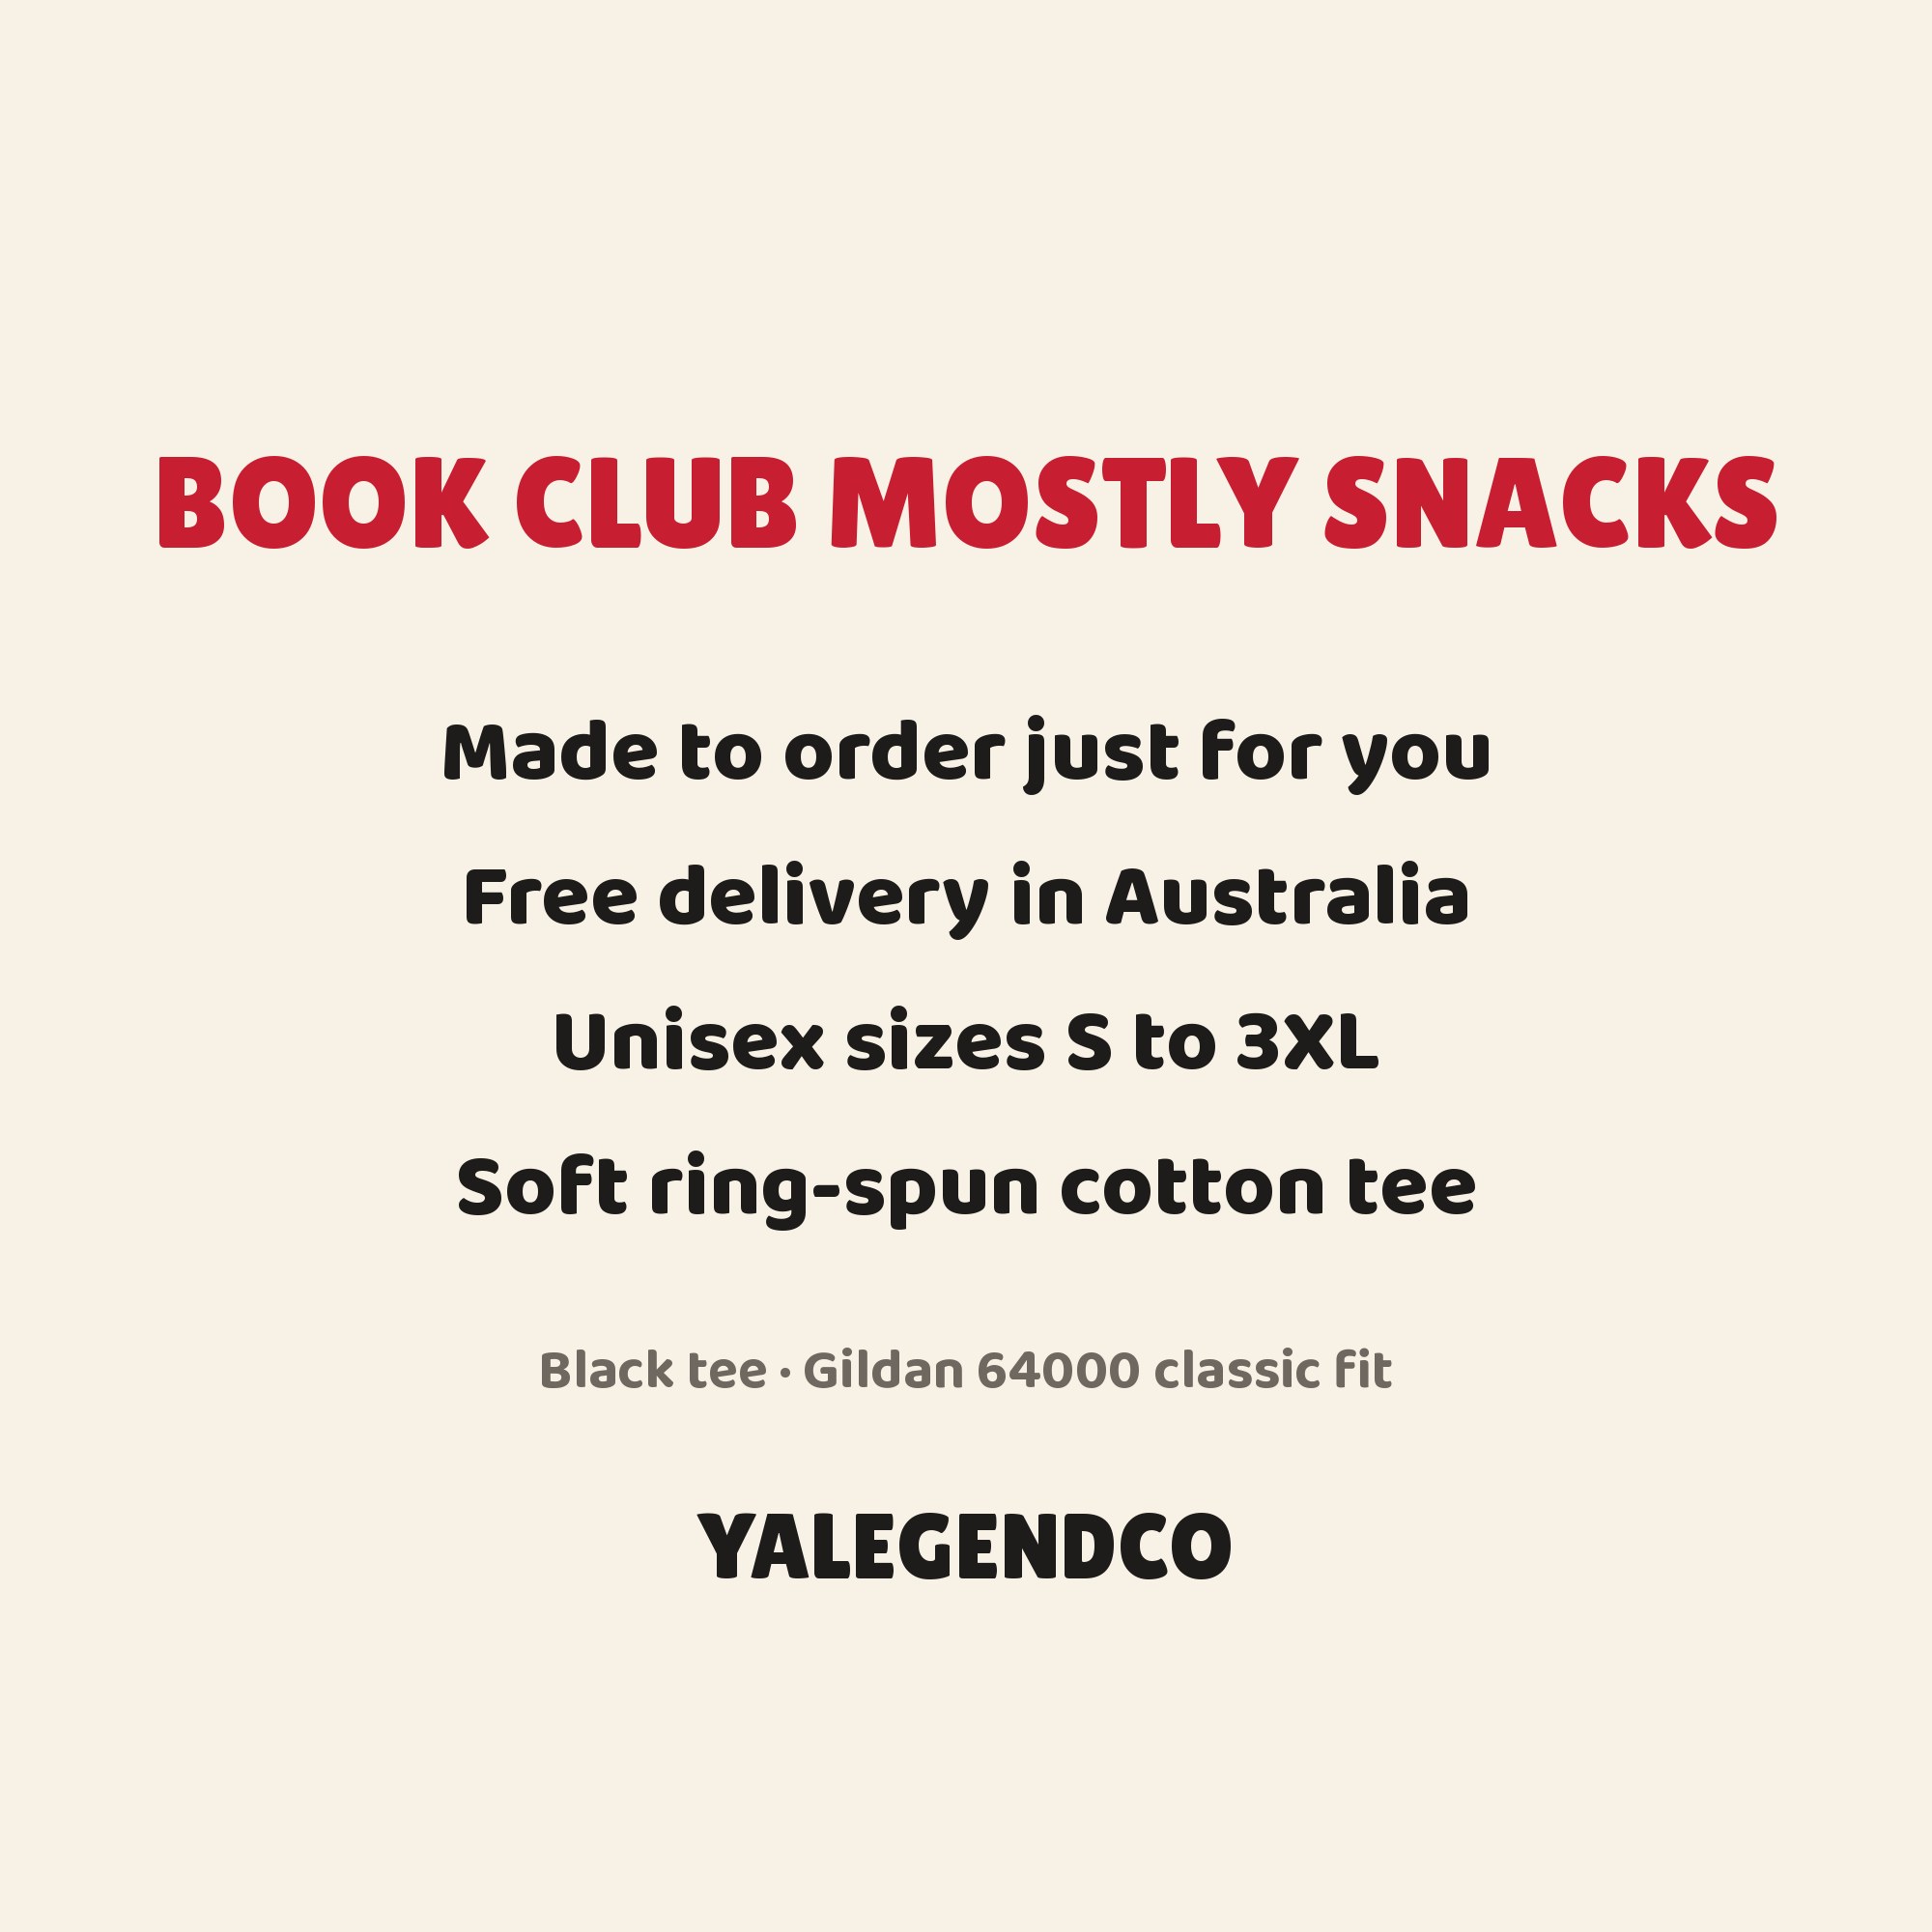 BOOK CLUB MOSTLY SNACKS
Made to order just for you
Free delivery in Australia
Unisex sizes S to 3XL
Soft ring-spun cotton tee
Black tee • Gildan 64000 classic fit
YALEGENDCO